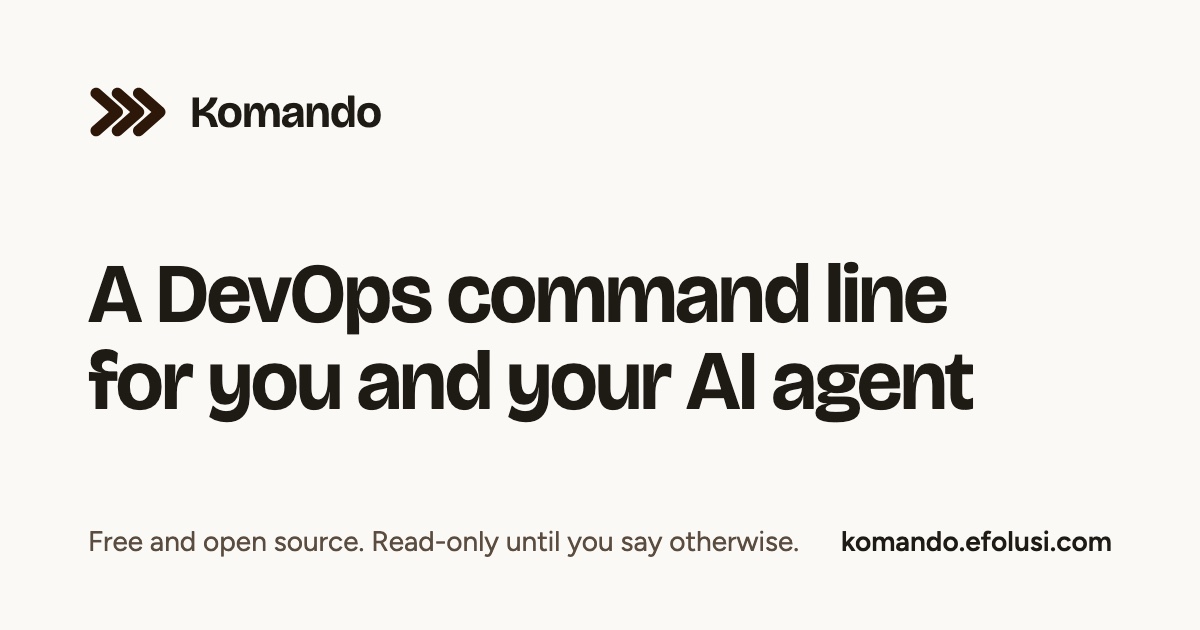 Komando
A DevOps command line
for you and your AI agent
Free and open source. Read-only until you say otherwise.
komando.efolusi.com